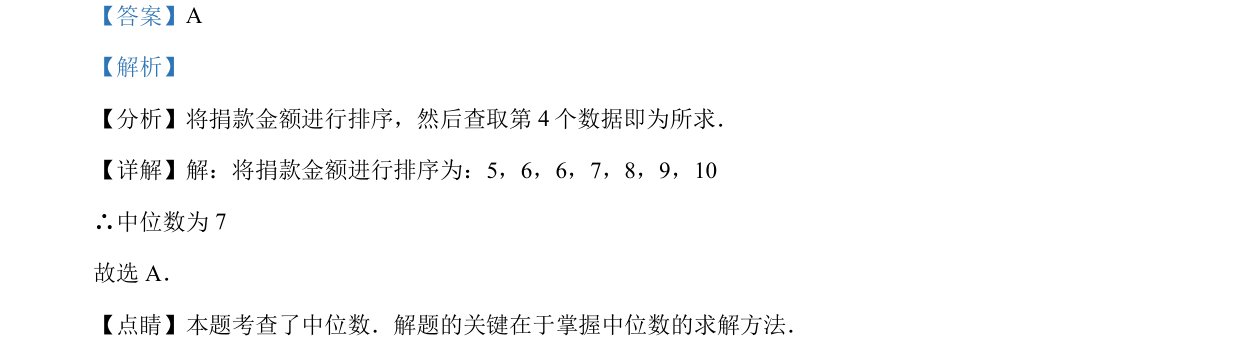 【答案】A
【解析】
【分析】将捐款金额进行排序，然后查取第 4 个数据即为所求．
【详解】解：将捐款金额进行排序为：5，6，6，7，8，9，10
∴中位数为 7
故选 A．
【点睛】本题考查了中位数．解题的关键在于掌握中位数的求解方法．